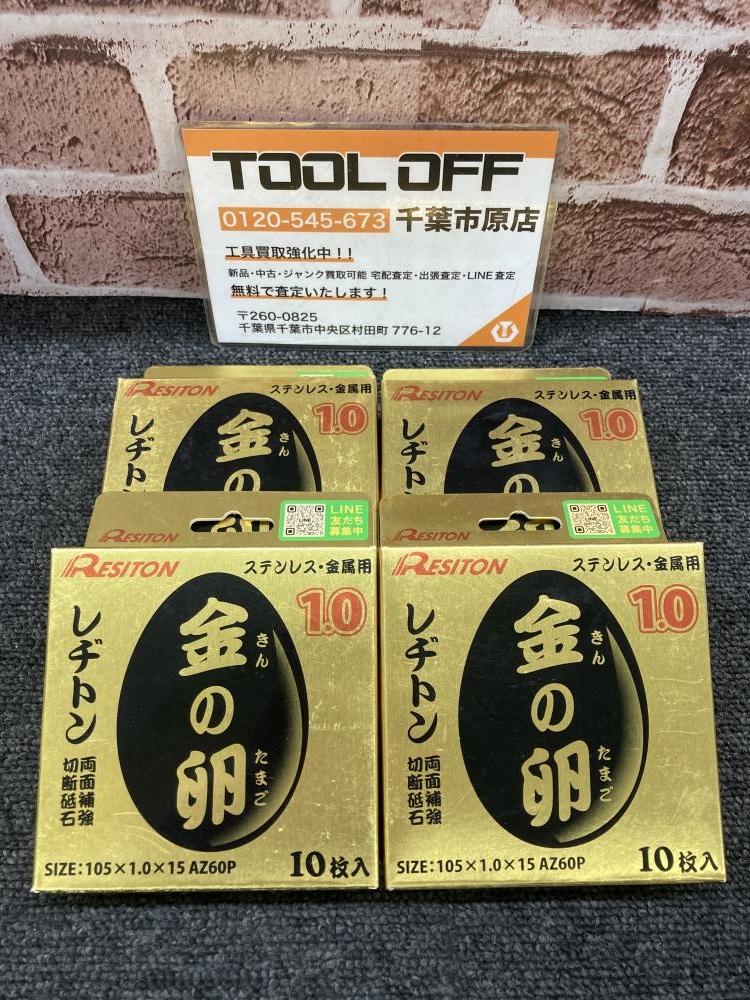 TOOL OFF
0120-545-673 千葉市原店
工具買取強化中!!
新品・中古・ジャンク買取可能 宅配査定・出張査定・LINE査定
無料で査定いたします!
〒260-0825
千葉県千葉市中央区村田町 776-12
RESITON
ステンレス・金属用
1.0
レヂトン
金の
きん
RESITON
ステンレス・金属用
1.0
レヂトン
金の
きん
RESITON
LINE
友だち
募集中
LINE
RESITON
ステンレス・金属用
1.0
レヂトン
両面補強
切断砥石
金の卵
きん
たまご
SIZE:105×1.0×15 AZ60P
10枚入
RESITON
LINE
友だち
募集中
LINE
RESITON
ステンレス・金属用
1.0
レヂトン
両面補強
切断砥石
金の卵
きん
たまご
SIZE:105×1.0×15 AZ60P
10枚入